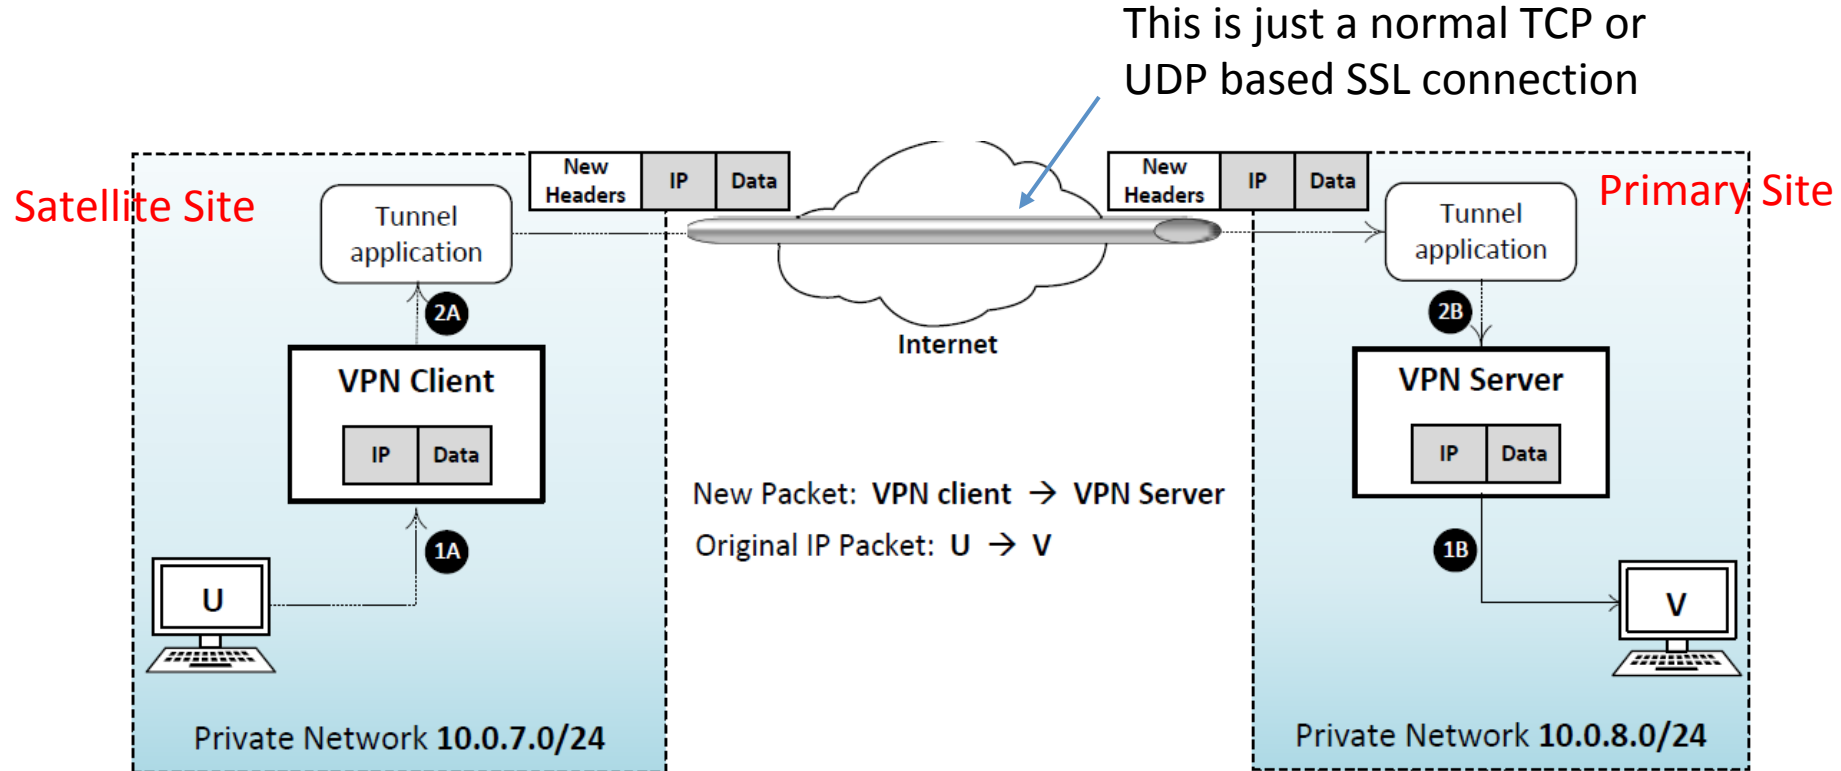 This is just a normal TCP or
UDP based SSL connection
Satellite Site
Primary Site
New
Headers
IP
Data
New
Headers
IP
Data
Tunnel
application
Tunnel
application
2A
2B
Internet
VPN Client
IP
Data
VPN Server
IP
Data
New Packet: VPN client → VPN Server
Original IP Packet: U → V
1A
1B
U
V
Private Network 10.0.7.0/24
Private Network 10.0.8.0/24